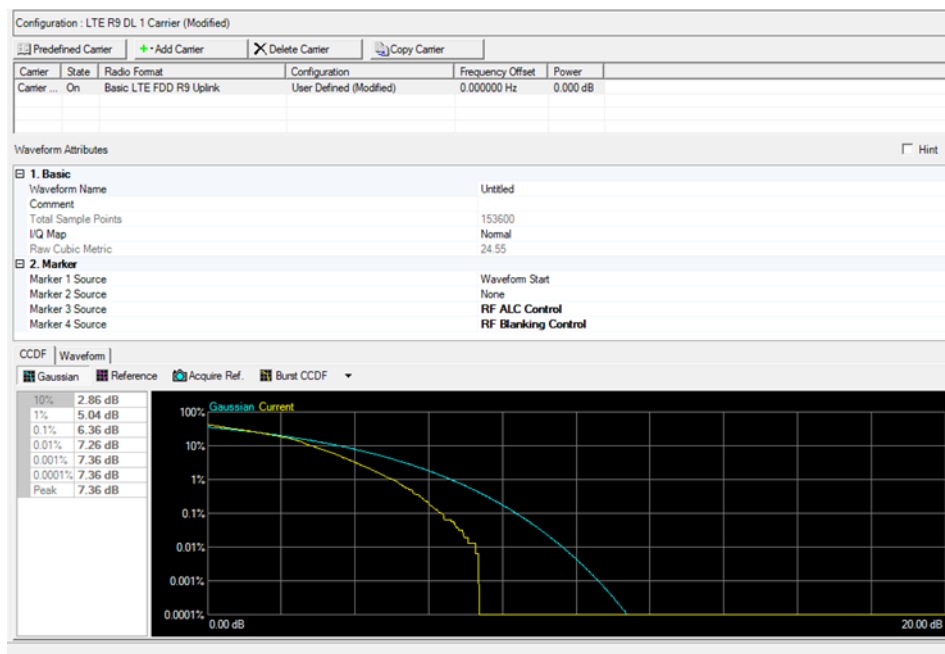 Configuration : LTE R9 DL 1 Carrier (Modified)
Predefined Carrier + Add Carrier Delete Carrier Copy Carrier
Carrier State Radio Format Configuration Frequency Offset Power
Carrier ... On Basic LTE FDD R9 Uplink User Defined (Modified) 0.000000 Hz 0.000 dB
Waveform Attributes Hint
1. Basic
Waveform Name Untitled
Comment
Total Sample Points 153600
I/Q Map Normal
Raw Cubic Metric 24.55
2. Marker
Marker 1 Source Waveform Start
Marker 2 Source None
Marker 3 Source RF ALC Control
Marker 4 Source RF Blanking Control
CCDF Waveform
Gaussian Reference Acquire Ref. Burst CCDF
10% 2.86 dB
1% 5.04 dB
0.1% 6.36 dB
0.01% 7.26 dB
0.001% 7.36 dB
0.0001% 7.36 dB
Peak 7.36 dB
Gaussian Current
100%
10%
1%
0.1%
0.01%
0.001%
0.0001%
0.00 dB 20.00 dB